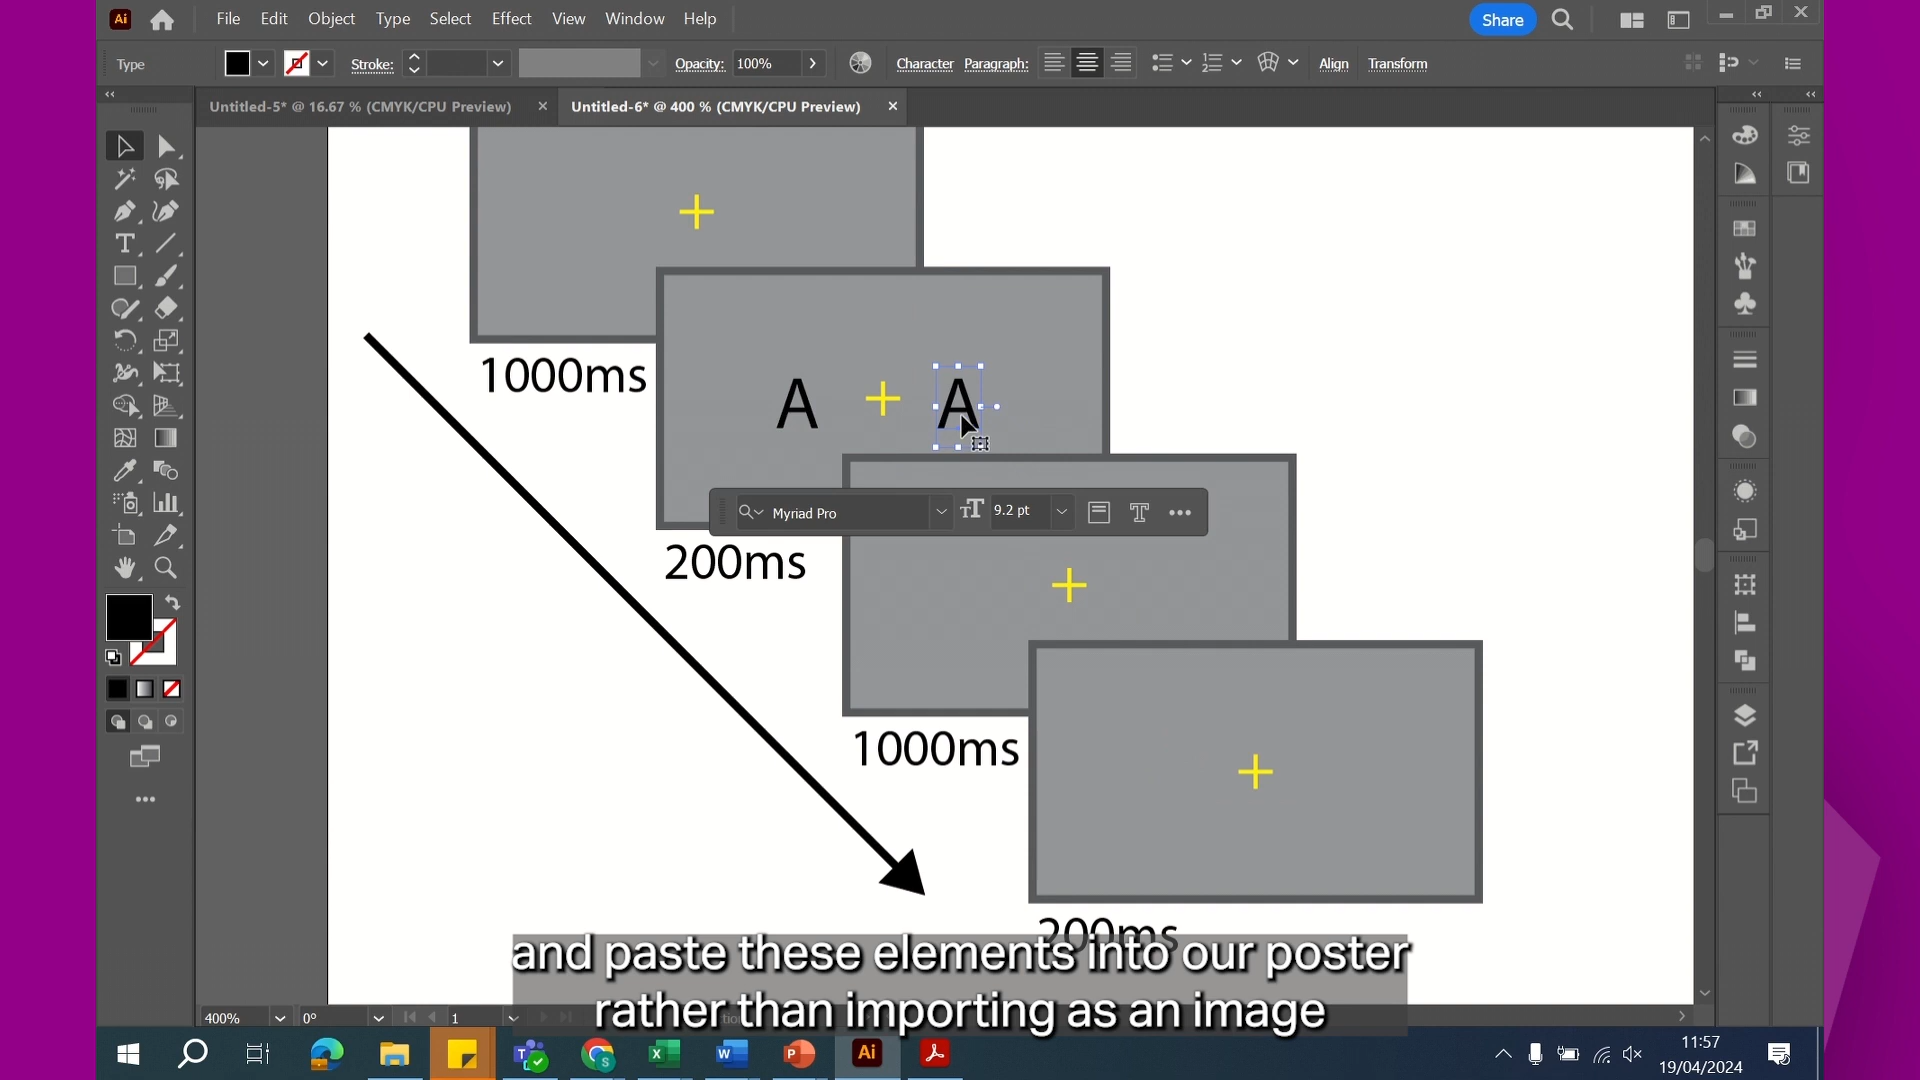 Ai File Edit Object Type Select Effect View Window Help Share
Type Stroke: Opacity: 100% Character Paragraph: Align Transform
Untitled-5* @ 16.67 % (CMYK/CPU Preview) Untitled-6* @ 400 % (CMYK/CPU Preview)
1000ms
A A
Myriad Pro 9.2 pt
200ms
1000ms
200ms
and paste these elements into our poster
rather than importing as an image
400% 0° 1
11:57
19/04/2024